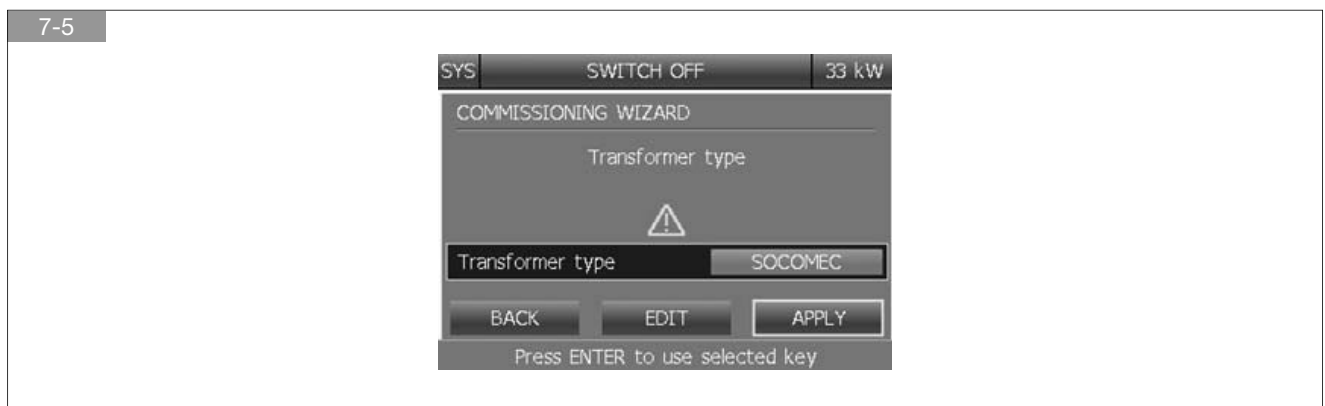 7-5
SYS SWITCH OFF 33 kW
COMMISSIONING WIZARD
Transformer type
Transformer type SOCOMEC
BACK EDIT APPLY
Press ENTER to use selected key